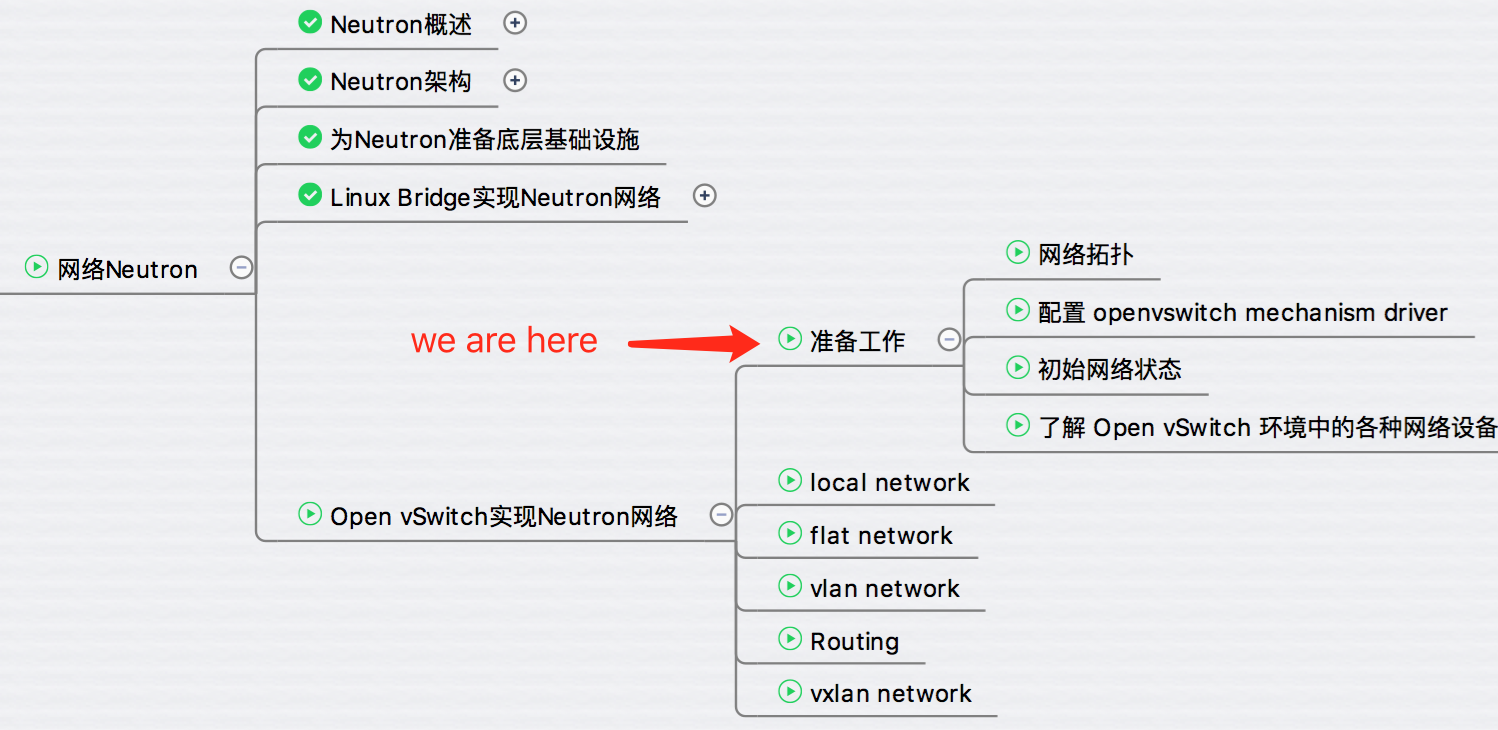 Neutron概述
Neutron架构
为Neutron准备底层基础设施
Linux Bridge实现Neutron网络
网络Neutron
网络拓扑
配置 openvswitch mechanism driver
we are here
准备工作
初始网络状态
了解 Open vSwitch 环境中的各种网络设备
local network
Open vSwitch实现Neutron网络
flat network
vlan network
Routing
vxlan network